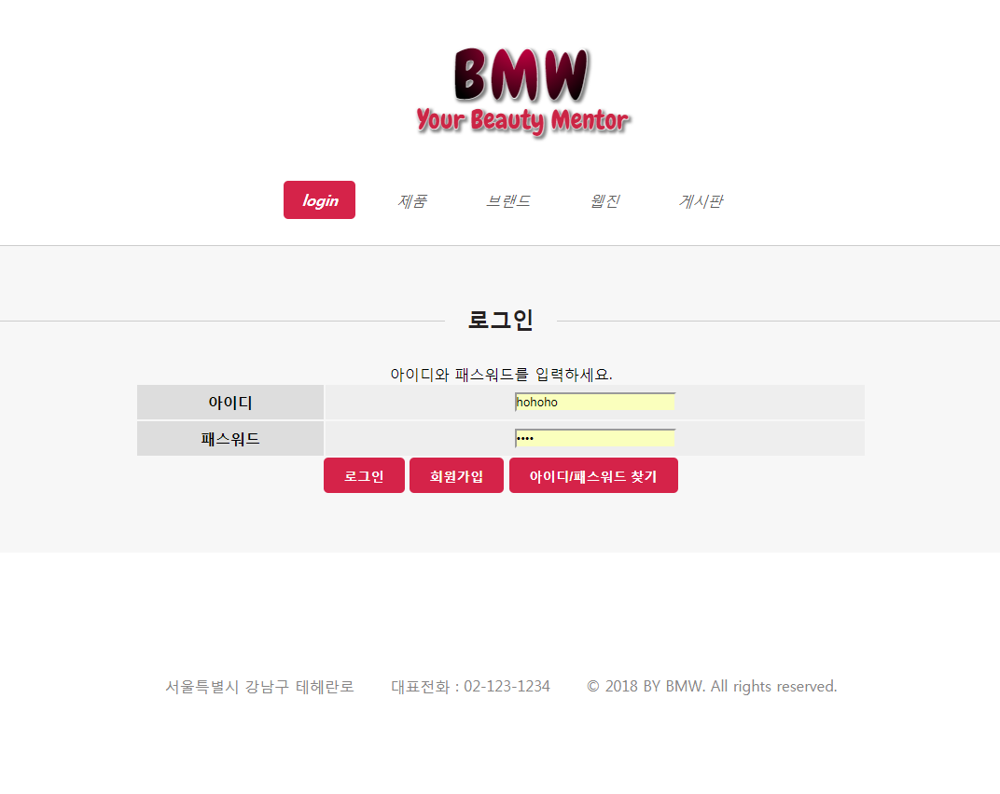 BMW
Your Beauty Mentor
login 제품 브랜드 웹진 게시판
로그인
아이디와 패스워드를 입력하세요.
아이디 hohoho
패스워드 ••••
로그인 회원가입 아이디/패스워드 찾기
서울특별시 강남구 테헤란로 대표전화 : 02-123-1234 © 2018 BY BMW. All rights reserved.